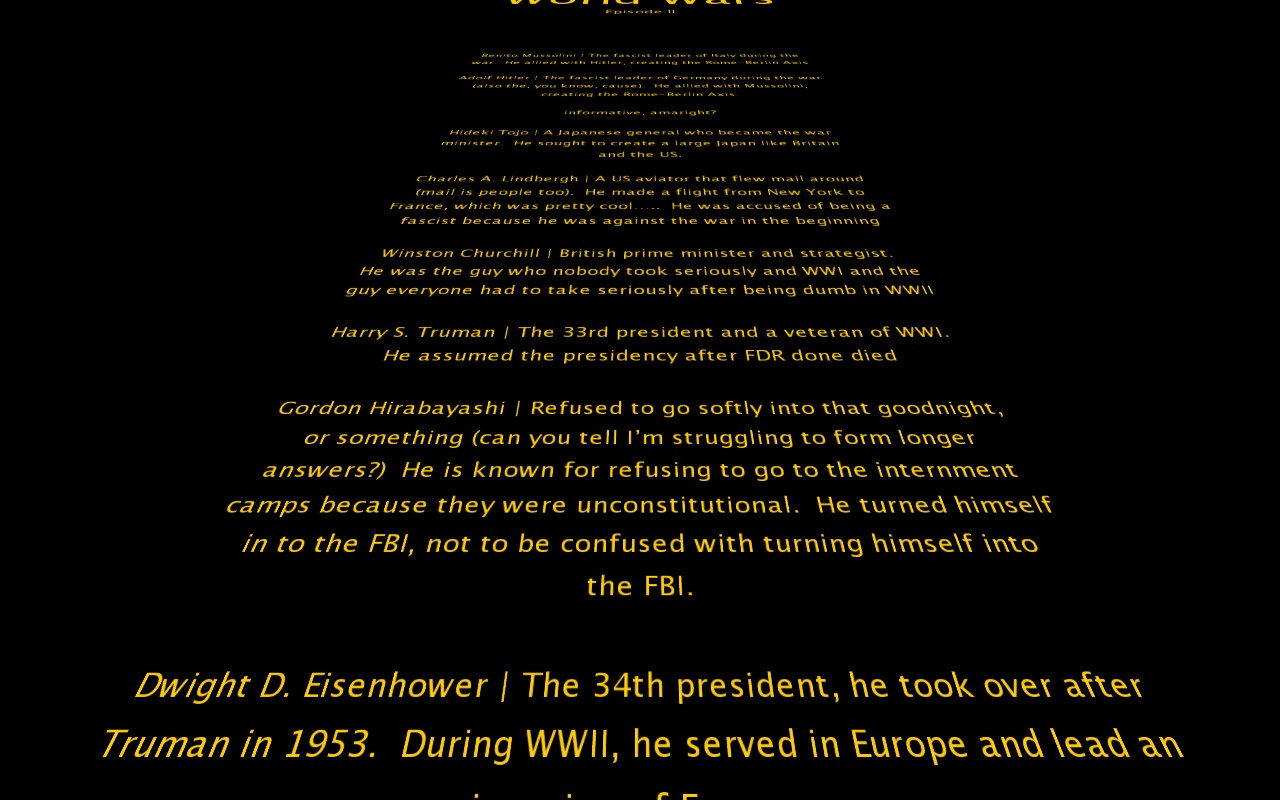 World Wars
Episode II
Benito Mussolini | The fascist leader of Italy during the
war.  He allied with Hitler, creating the Rome-Berlin Axis
Adolf Hitler | The fascist leader of Germany during the war
(also the, you know, cause).  He allied with Mussolini,
creating the Rome-Berlin Axis
informative, amaright?
Hideki Tojo | A Japanese general who became the war
minister.  He sought to create a large Japan like Britain
and the US.
Charles A. Lindbergh | A US aviator that flew mail around
(mail is people too).  He made a flight from New York to
France, which was pretty cool.....  He was accused of being a
fascist because he was against the war in the beginning
Winston Churchill | British prime minister and strategist.
He was the guy who nobody took seriously and WWI and the
guy everyone had to take seriously after being dumb in WWII
Harry S. Truman | The 33rd president and a veteran of WWI.
He assumed the presidency after FDR done died
Gordon Hirabayashi | Refused to go softly into that goodnight,
or something (can you tell I'm struggling to form longer
answers?)  He is known for refusing to go to the internment
camps because they were unconstitutional.  He turned himself
in to the FBI, not to be confused with turning himself into
the FBI.
Dwight D. Eisenhower | The 34th president, he took over after
Truman in 1953.  During WWII, he served in Europe and lead an